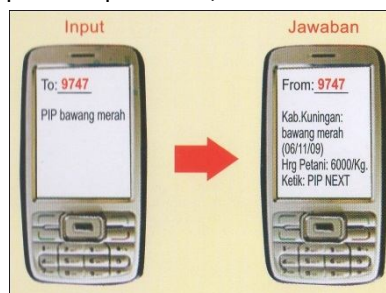 Input
Jawaban
To: 9747
PIP bawang merah
From: 9747
Kab.Kuningan:
bawang merah
(06/11/09)
Hrg Petani: 6000/Kg.
Ketik: PIP NEXT